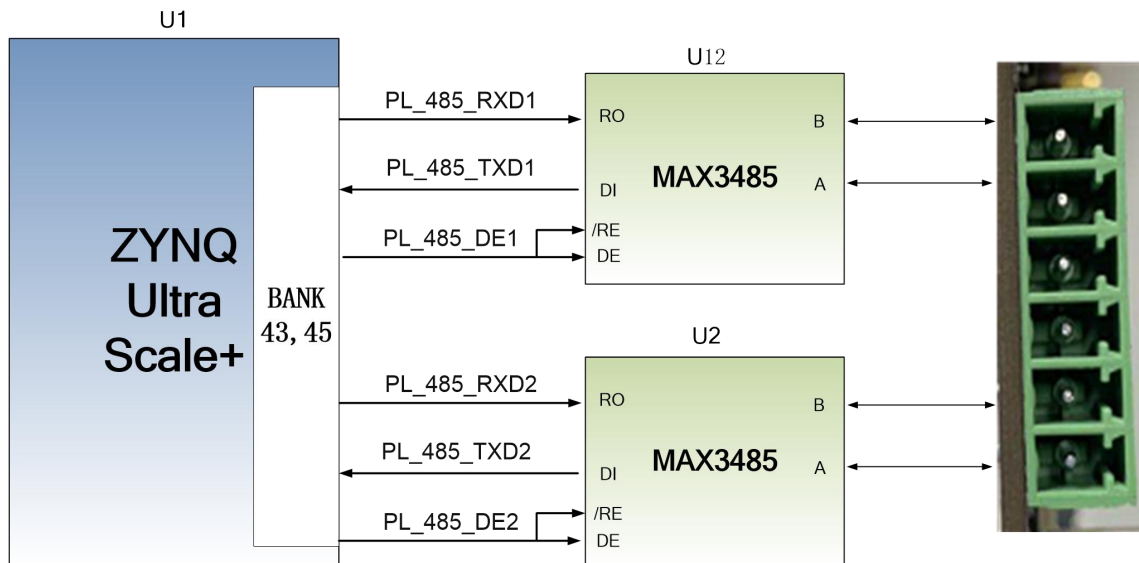 U1
ZYNQ
Ultra
Scale+
BANK
43, 45
PL_485_RXD1
PL_485_TXD1
PL_485_DE1
U12
RO
DI
/RE
DE
MAX3485
B
A
PL_485_RXD2
PL_485_TXD2
PL_485_DE2
U2
RO
DI
/RE
DE
MAX3485
B
A